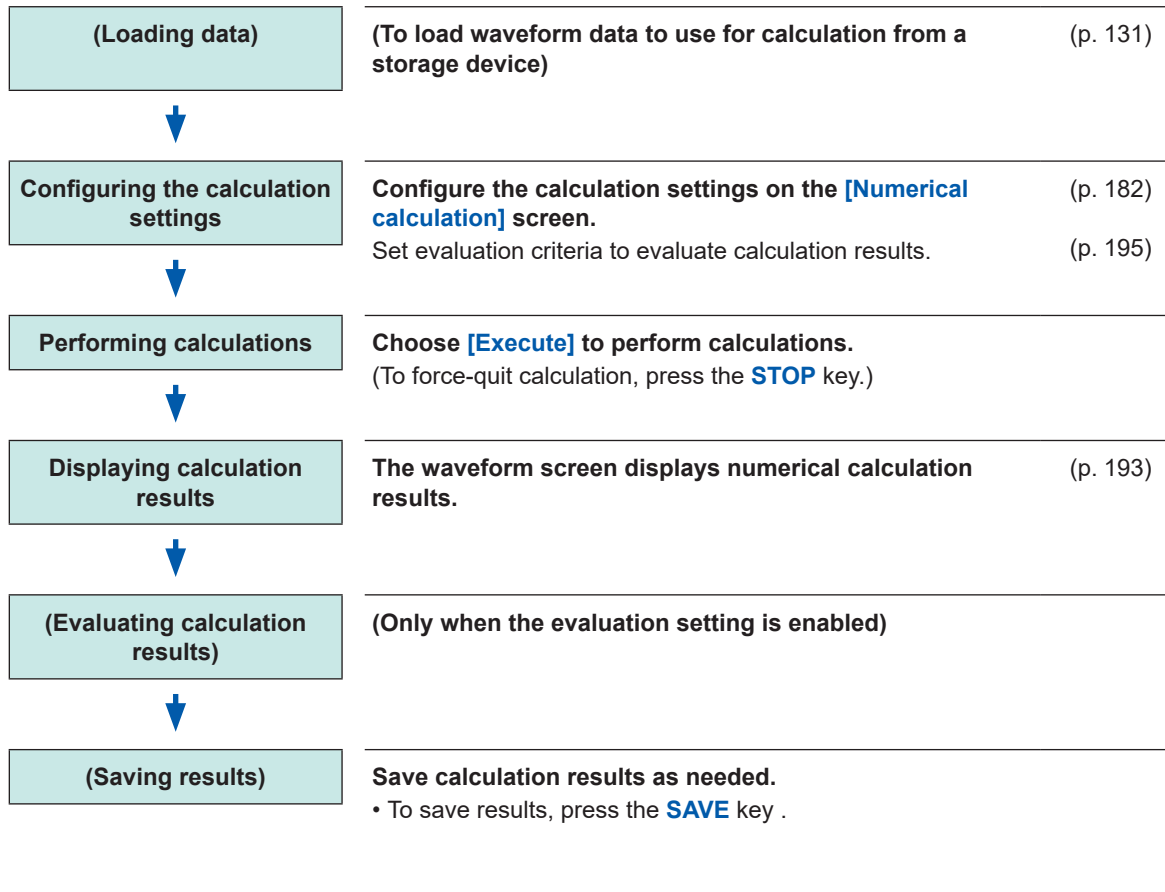 (Loading data)
(To load waveform data to use for calculation from a
storage device)
(p. 131)
Configuring the calculation
settings
Configure the calculation settings on the [Numerical
calculation] screen.
(p. 182)
Set evaluation criteria to evaluate calculation results.
(p. 195)
Performing calculations
Choose [Execute] to perform calculations.
(To force-quit calculation, press the STOP key.)
Displaying calculation
results
The waveform screen displays numerical calculation
results.
(p. 193)
(Evaluating calculation
results)
(Only when the evaluation setting is enabled)
(Saving results)
Save calculation results as needed.
• To save results, press the SAVE key .